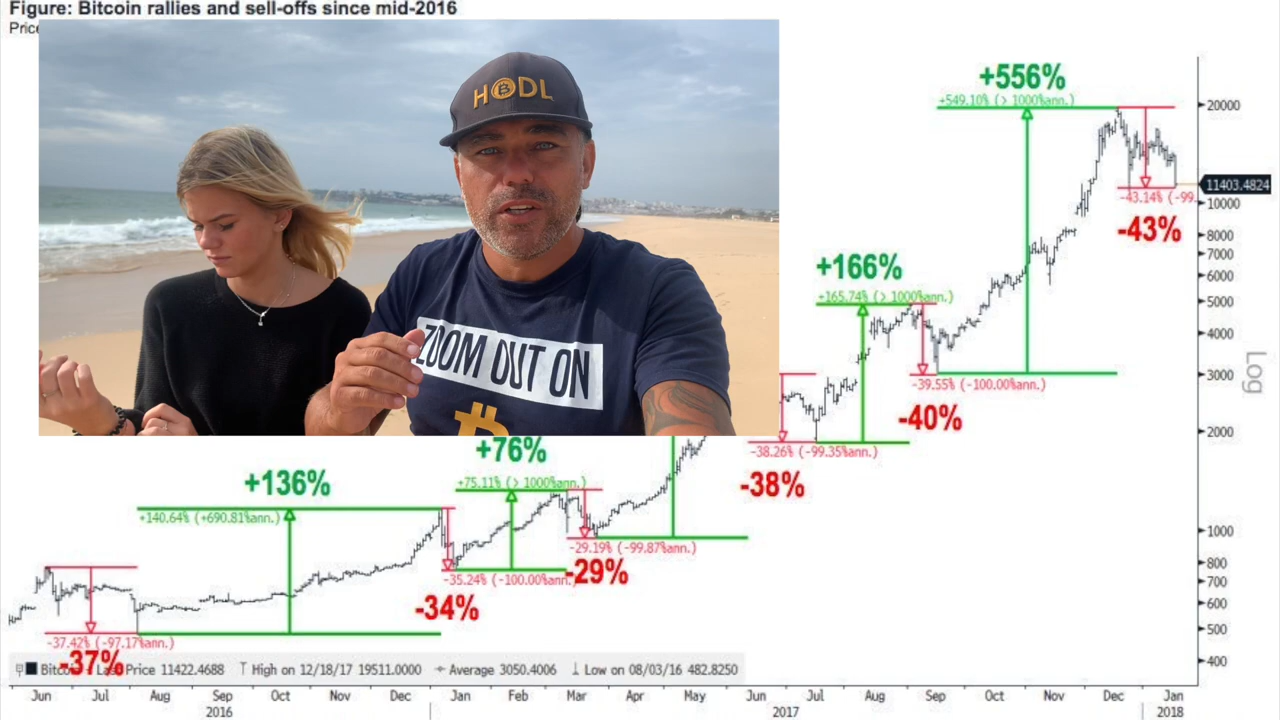 Figure: Bitcoin rallies and sell-offs since mid-2016
Price
HODL
ZOOM OUT ON
+556%
+549.10% (> 1000%ann.)
20000
11403.4824
-43.14% (-99.
10000
-43%
8000
7000
+166%
6000
+165.74% (> 1000%ann.)
5000
4000
Log
3000
-39.55% (-100.00%ann.)
-40%
2000
+76%
-38.26% (-99.35%ann.)
+136%
+75.11% (> 1000%ann.)
-38%
+140.64% (+690.81%ann.)
1000
-29.19% (-99.87%ann.)
800
-35.24% (-100.00%ann.)
-29%
700
-34%
600
500
-37.42% (-97.17%ann.)
-37%
Bitcoin - Last Price 11422.4688 High on 12/18/17 19511.0000 Average 3050.4006 Low on 08/03/16 482.8250
400
Jun Jul Aug Sep Oct Nov Dec Jan Feb Mar Apr May Jun Jul Aug Sep Oct Nov Dec Jan
2016 2017 2018